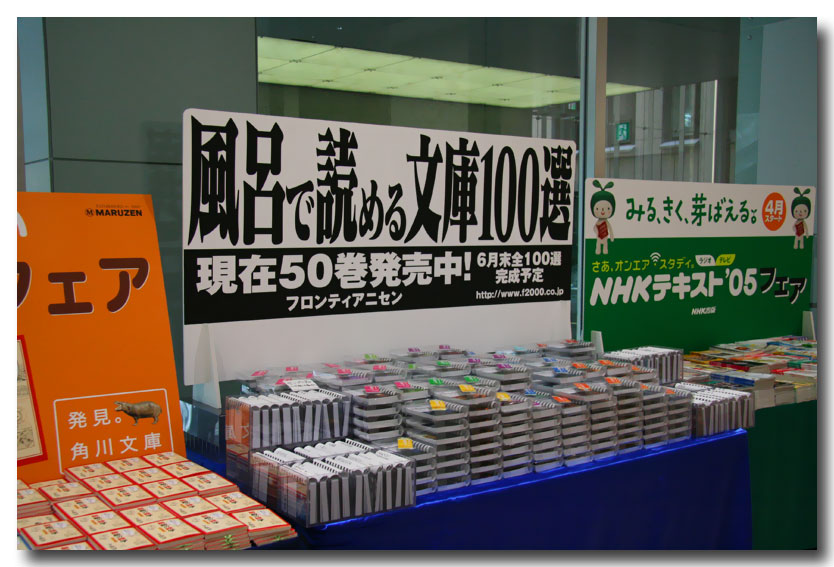 MARUZEN
フェア
発見。
角川文庫
風呂で読める文庫100選
現在50巻発売中!
6月末全100選
完成予定
フロンティアニセン
http://www.f2000.co.jp
みる、きく、芽ばえる。
4月
スタート
さあ、オンエア スタディ。
ラジオ
テレビ
NHKテキスト'05フェア
NHK出版